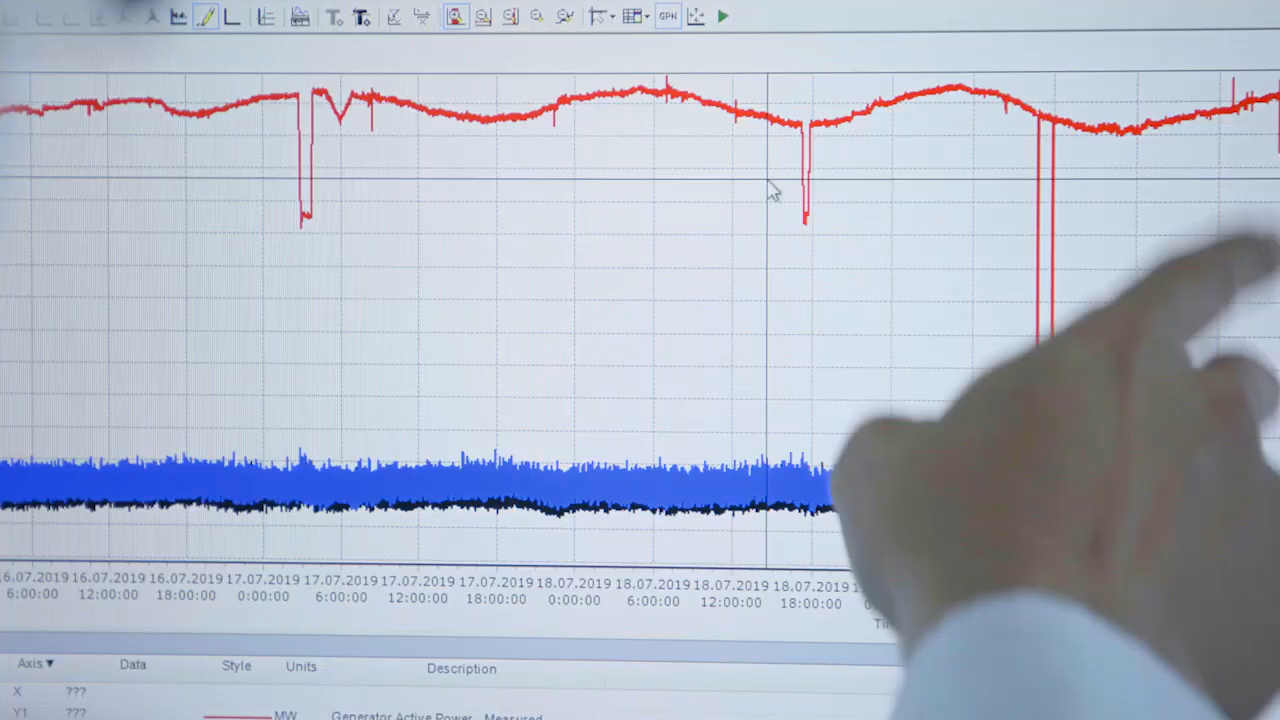 GPN
16.07.2019 16.07.2019 16.07.2019 17.07.2019 17.07.2019 17.07.2019 17.07.2019 18.07.2019 18.07.2019 18.07.2019 18.07.2019
6:00:00 12:00:00 18:00:00 0:00:00 6:00:00 12:00:00 18:00:00 0:00:00 6:00:00 12:00:00 18:00:00
Axis ▼ Data Style Units Description
X ???
Y1 ??? MW Generator Active Power - Measured